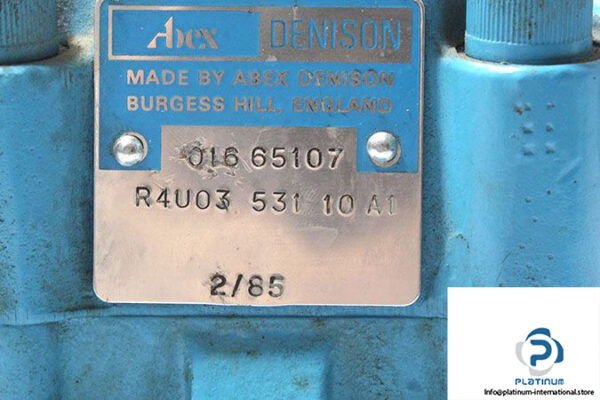 Abex DENISON
MADE BY ABEX DENISON
BURGESS HILL, ENGLAND
016 65107
R4U03 531 10 A1
2/85
PLATINUM
info@platinum-international.store